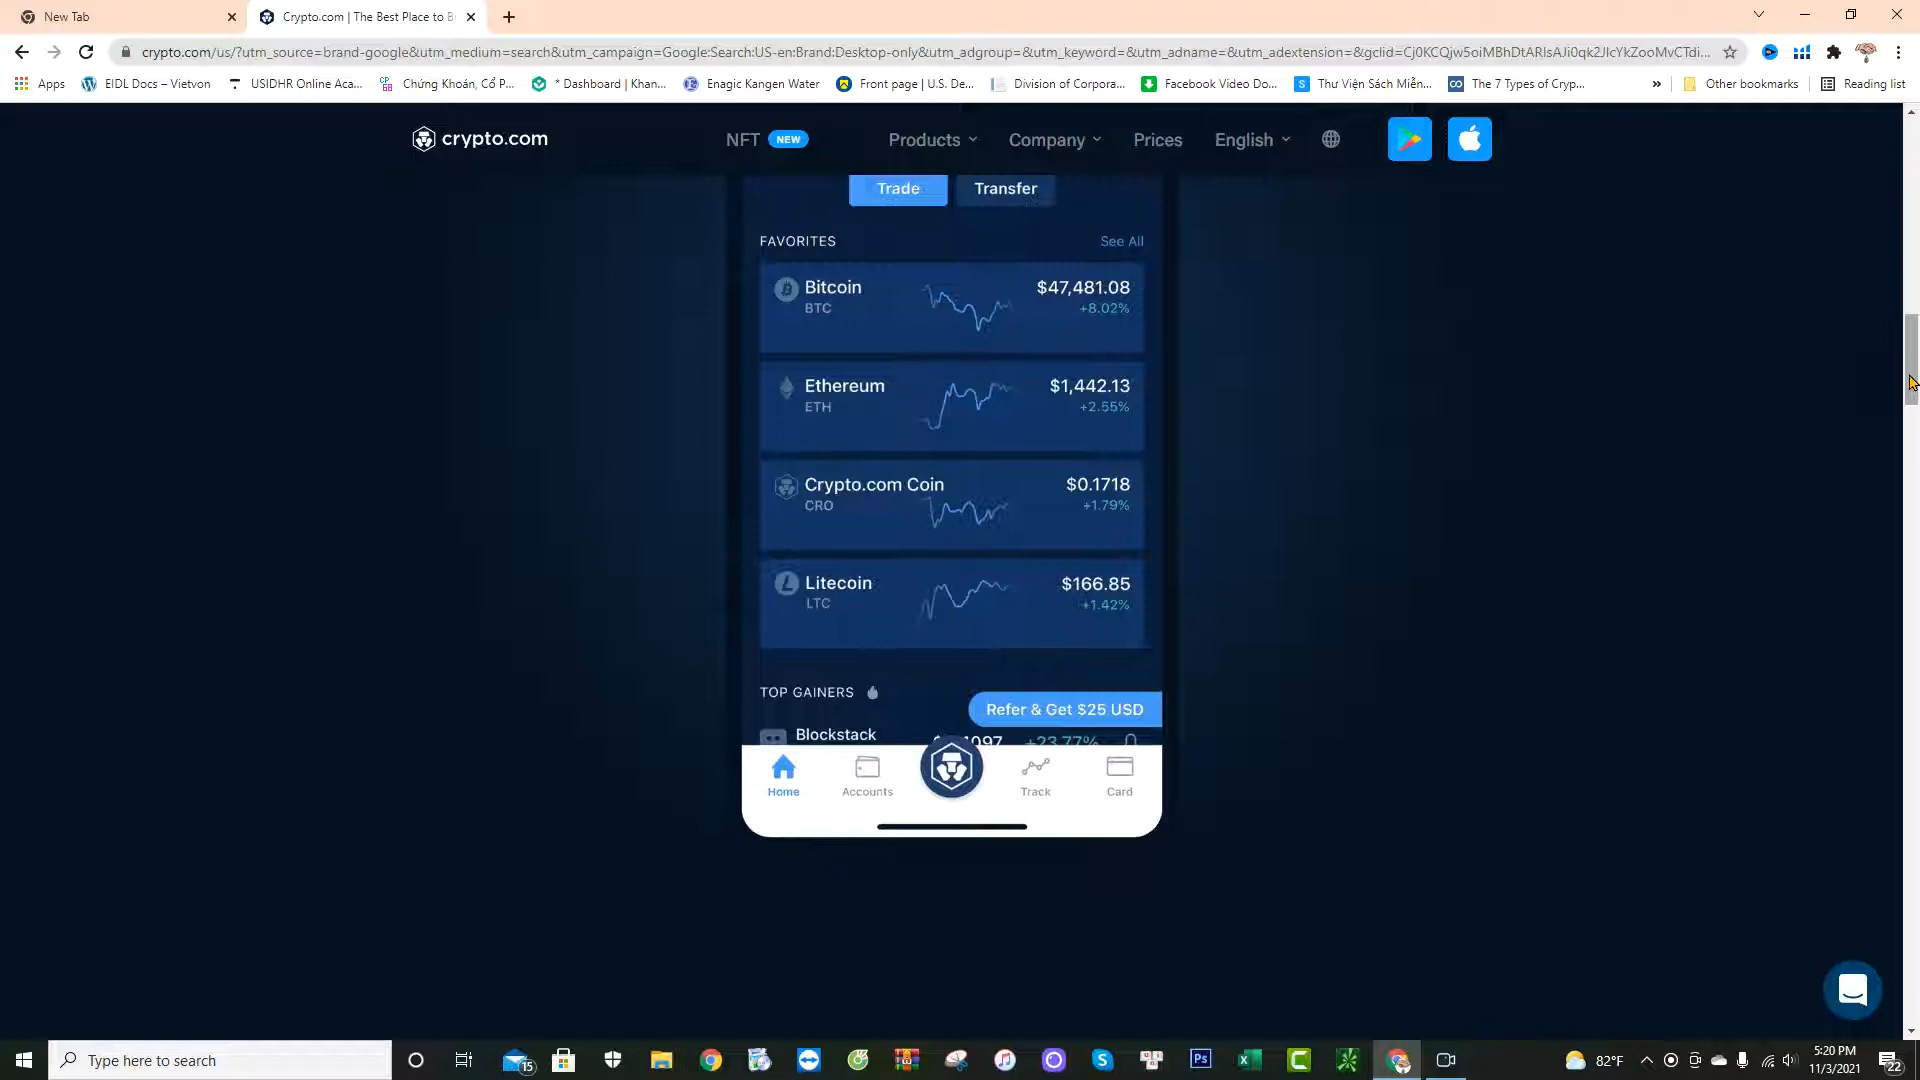 New Tab
Crypto.com | The Best Place to B
crypto.com/us/?utm_source=brand-google&utm_medium=search&utm_campaign=Google:Search:US-en:Brand:Desktop-only&utm_adgroup=&utm_keyword=&utm_adname=&utm_adextension=&gclid=
Apps
EIDL Docs – Vietvon
USIDHR Online Aca...
Chứng Khoán, Cổ P...
* Dashboard | Khan...
Enagic Kangen Water
Front page | U.S. De...
Division of Corpora...
Facebook Video Do...
Thư Viện Sách Miễn...
The 7 Types of Cryp...
»
Other bookmarks
Reading list
crypto.com
NFT NEW
Products
Company
Prices
English
Trade
Transfer
FAVORITES
See All
Bitcoin
$47,481.08
BTC
+8.02%
Ethereum
$1,442.13
ETH
+2.55%
Crypto.com Coin
$0.1718
CRO
+1.79%
Litecoin
$166.85
LTC
+1.42%
TOP GAINERS
Refer & Get $25 USD
Blockstack
+23.77%
Home
Accounts
Track
Card
Type here to search
15
82°F
5:20 PM
11/3/2021
22